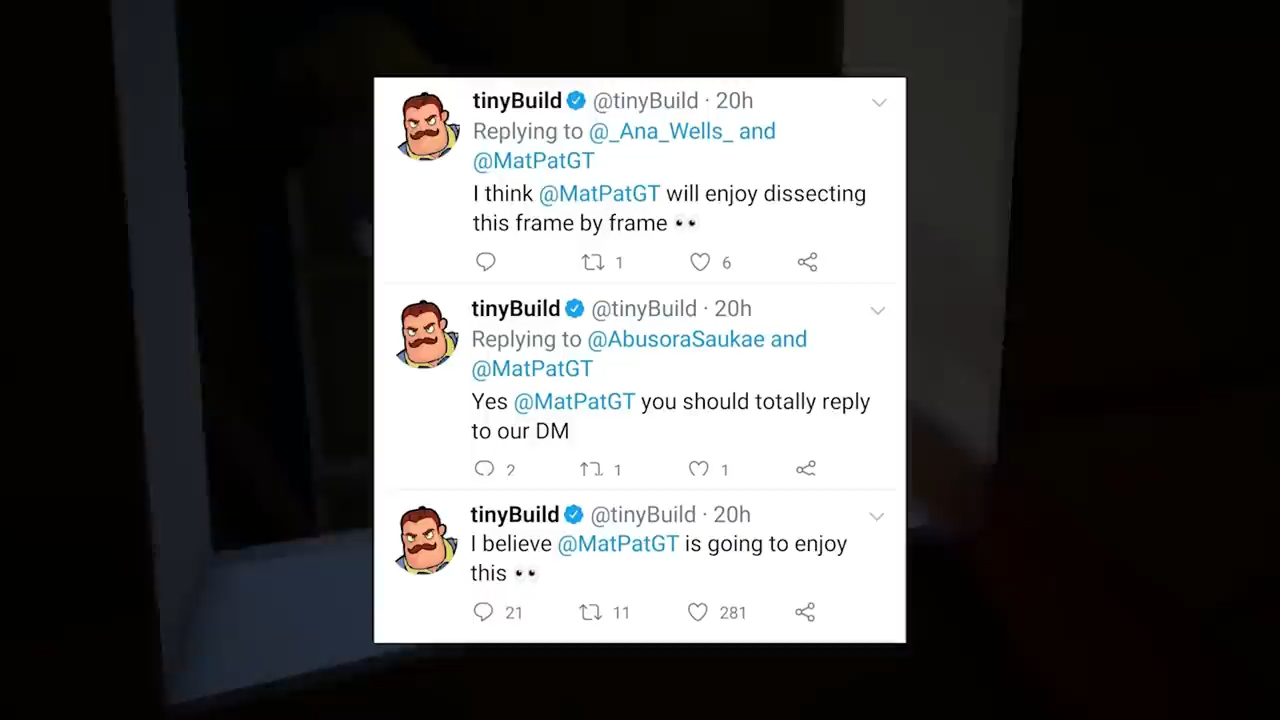 tinyBuild @tinyBuild · 20h
Replying to @_Ana_Wells_ and
@MatPatGT
I think @MatPatGT will enjoy dissecting
this frame by frame 👀
1 6
tinyBuild @tinyBuild · 20h
Replying to @AbusoraSaukae and
@MatPatGT
Yes @MatPatGT you should totally reply
to our DM
2 1 1
tinyBuild @tinyBuild · 20h
I believe @MatPatGT is going to enjoy
this 👀
21 11 281